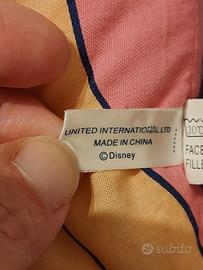 UNITED INTERNATIONAL LTD
MADE IN CHINA
©Disney
30°C
FACE
FILLE
subito